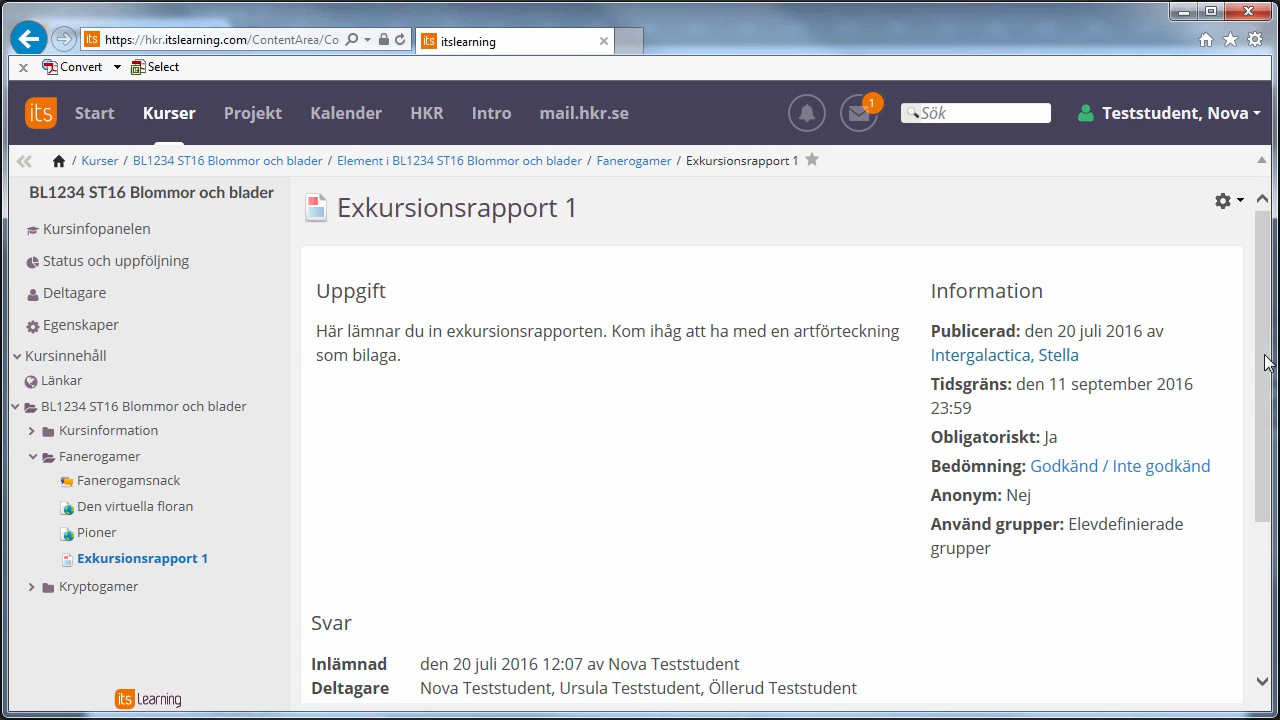 https://hkr.itslearning.com/ContentArea/Co
its itslearning
Convert Select
its Start Kurser Projekt Kalender HKR Intro mail.hkr.se 1 Sök Teststudent, Nova
/ Kurser / BL1234 ST16 Blommor och blader / Element i BL1234 ST16 Blommor och blader / Fanerogamer / Exkursionsrapport 1
BL1234 ST16 Blommor och blader
Kursinfopanelen
Status och uppföljning
Deltagare
Egenskaper
Kursinnehåll
Länkar
BL1234 ST16 Blommor och blader
Kursinformation
Fanerogamer
Fanerogamsnack
Den virtuella floran
Pioner
Exkursionsrapport 1
Kryptogamer
its Learning
Exkursionsrapport 1
Uppgift
Här lämnar du in exkursionsrapporten. Kom ihåg att ha med en artförteckning
som bilaga.
Information
Publicerad: den 20 juli 2016 av
Intergalactica, Stella
Tidsgräns: den 11 september 2016
23:59
Obligatoriskt: Ja
Bedömning: Godkänd / Inte godkänd
Anonym: Nej
Använd grupper: Elevdefinierade
grupper
Svar
Inlämnad den 20 juli 2016 12:07 av Nova Teststudent
Deltagare Nova Teststudent, Ursula Teststudent, Öllerud Teststudent